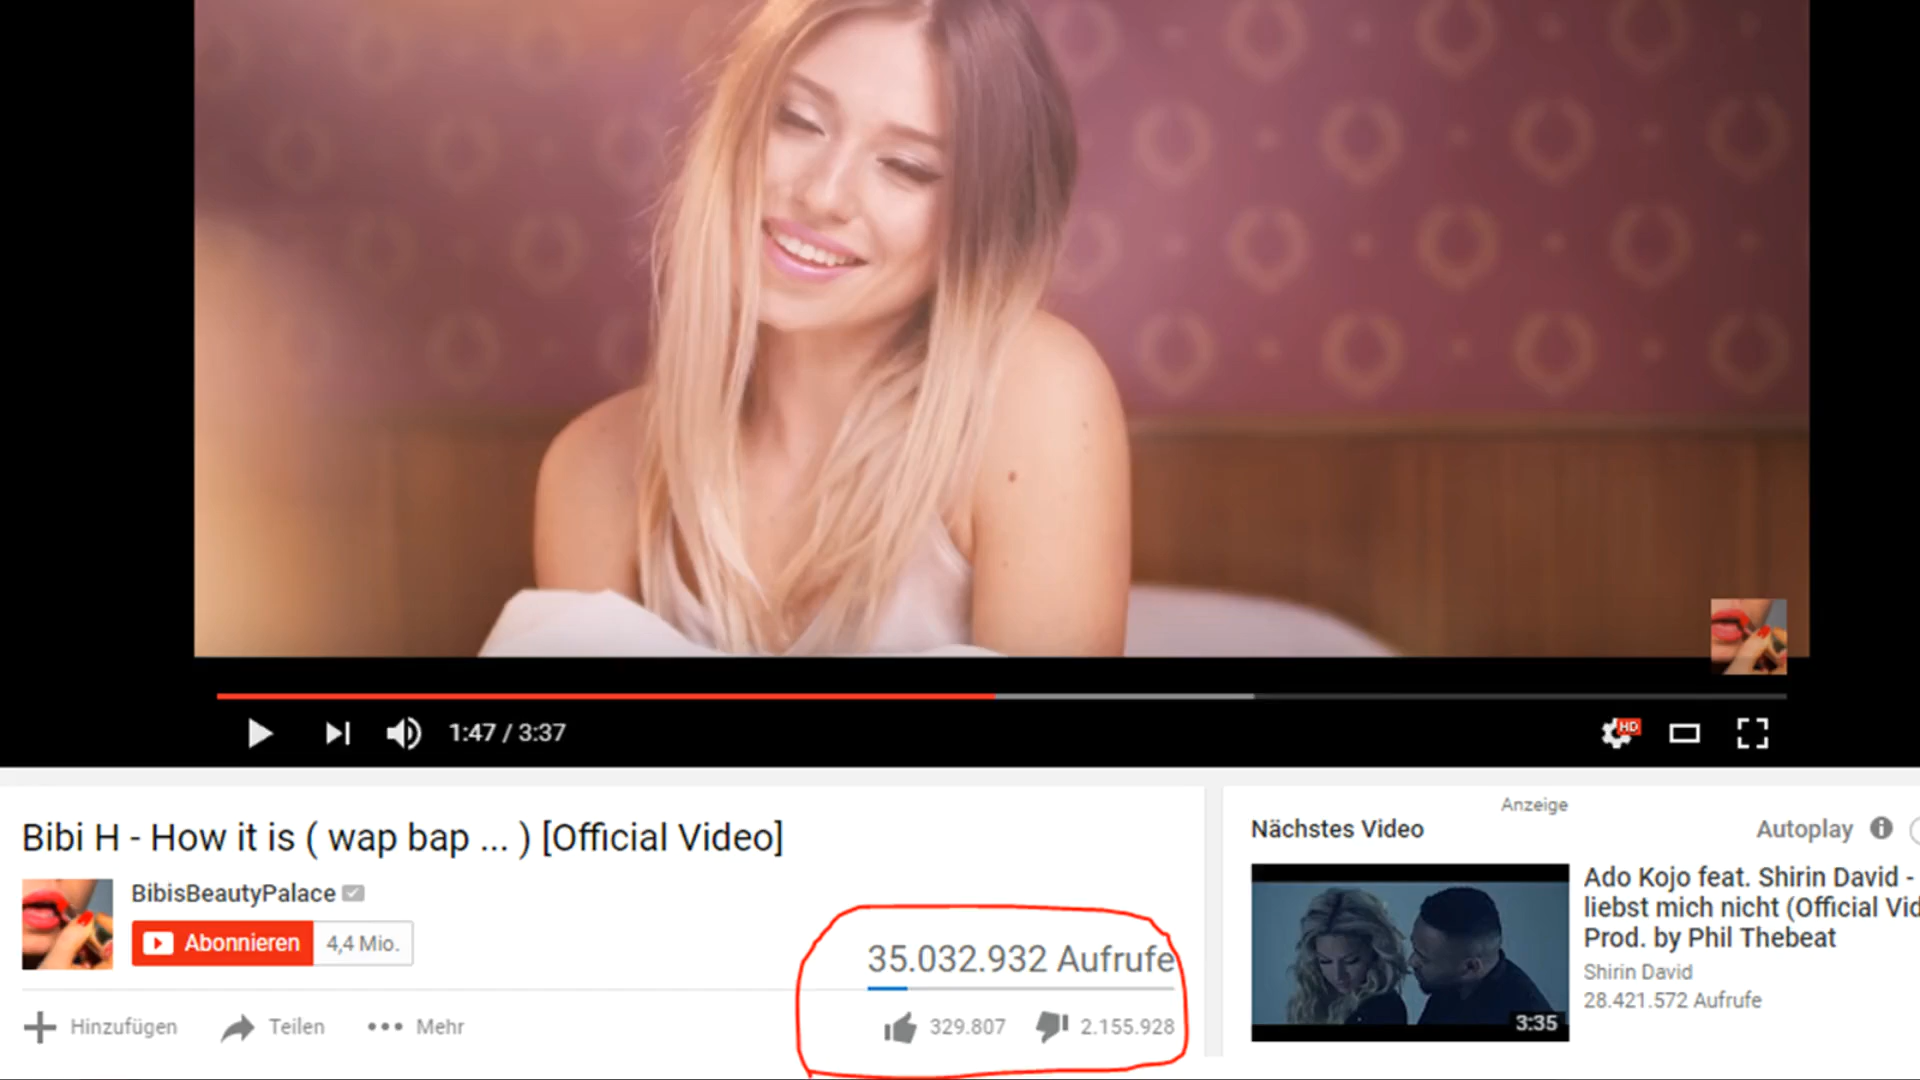 HD
1:47 / 3:37
Bibi H - How it is ( wap bap ... ) [Official Video]
BibisBeautyPalace
Abonnieren 4,4 Mio.
35.032.932 Aufrufe
Hinzufügen Teilen Mehr
329.807 2.155.928
Anzeige
Nächstes Video Autoplay
Ado Kojo feat. Shirin David -
liebst mich nicht (Official Vid
Prod. by Phil Thebeat
Shirin David
28.421.572 Aufrufe
3:35